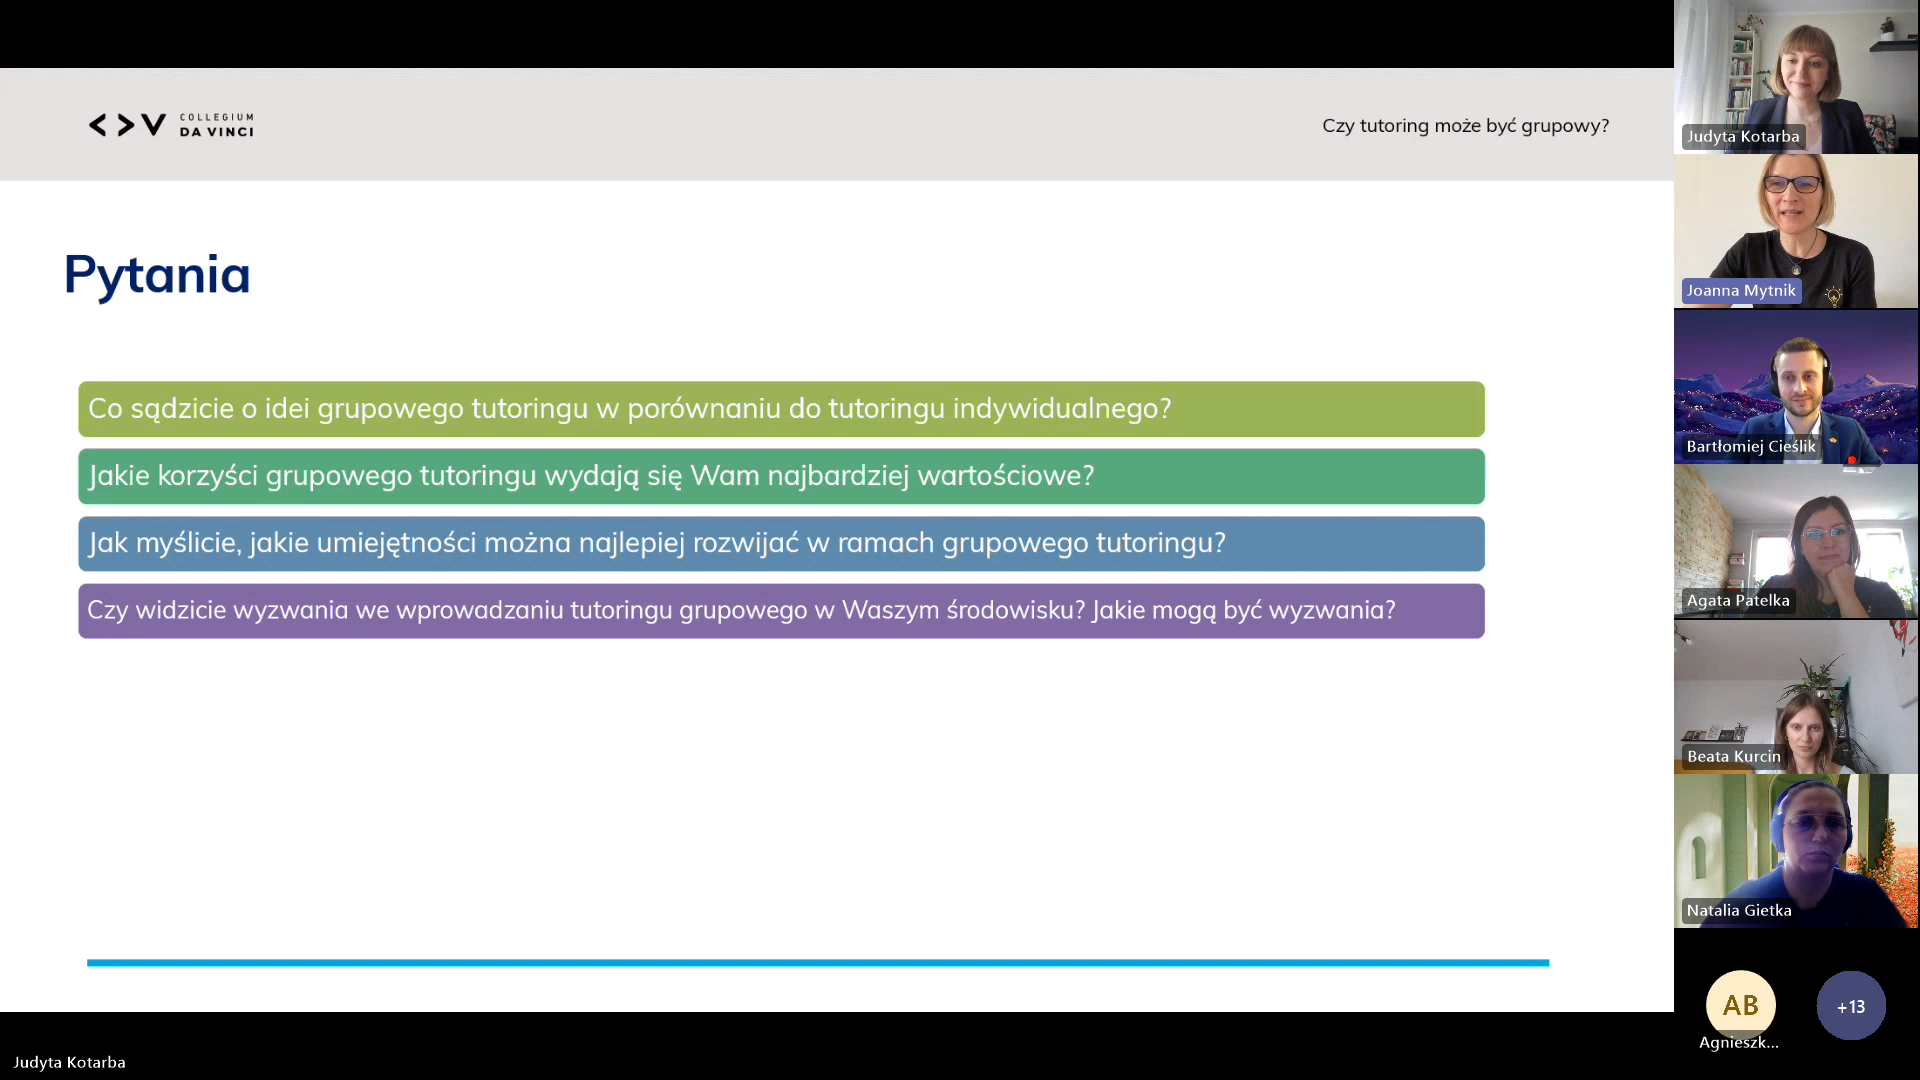 COLLEGIUM
DA VINCI
Czy tutoring może być grupowy?
Pytania
Co sądzicie o idei grupowego tutoringu w porównaniu do tutoringu indywidualnego?
Jakie korzyści grupowego tutoringu wydają się Wam najbardziej wartościowe?
Jak myślicie, jakie umiejętności można najlepiej rozwijać w ramach grupowego tutoringu?
Czy widzicie wyzwania we wprowadzaniu tutoringu grupowego w Waszym środowisku? Jakie mogą być wyzwania?
Judyta Kotarba
Judyta Kotarba
Joanna Mytnik
Bartłomiej Cieślik
Agata Patelka
Beata Kurcin
Natalia Gietka
AB
Agnieszk...
+13